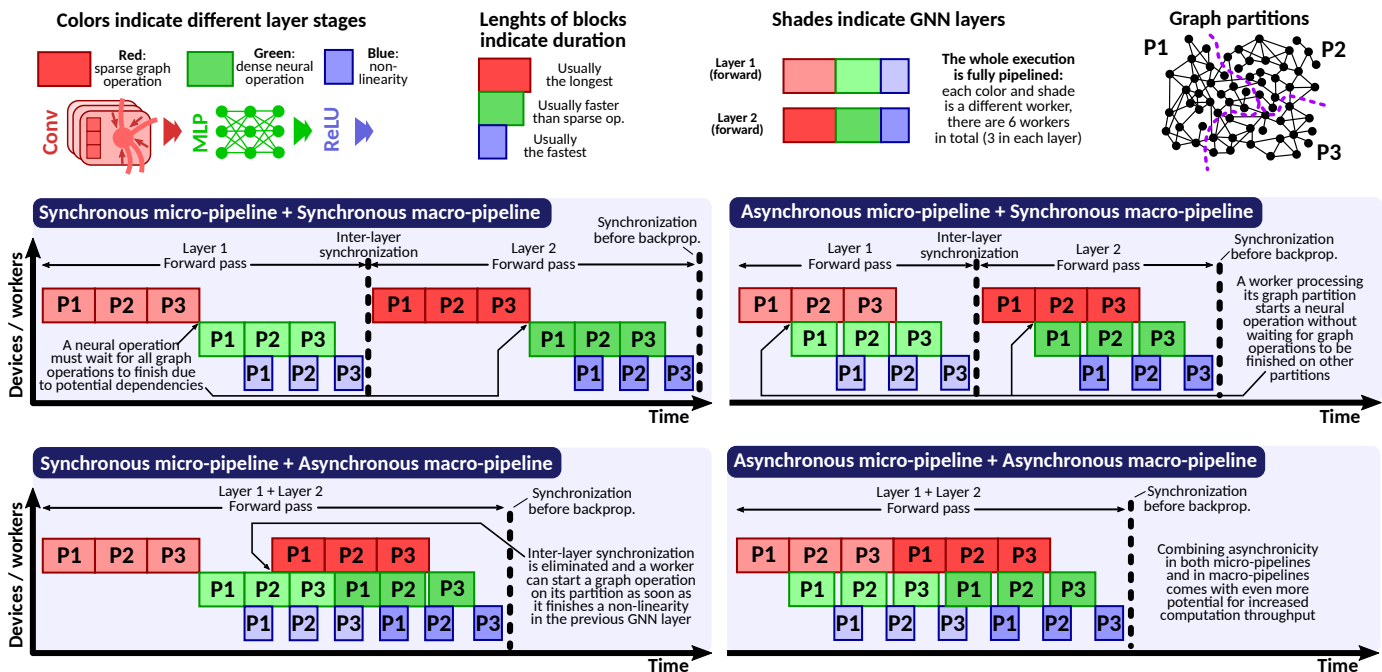 Colors indicate different layer stages
Red:
sparse graph
operation
Green:
dense neural
operation
Blue:
non-
linearity
Conv
MLP
ReLU
Lenghts of blocks
indicate duration
Usually
the longest
Usually faster
than sparse op.
Usually
the fastest
Shades indicate GNN layers
Layer 1
(forward)
Layer 2
(forward)
The whole execution
is fully pipelined:
each color and shade
is a different worker,
there are 6 workers
in total (3 in each layer)
Graph partitions
P1
P2
P3
Synchronous micro-pipeline + Synchronous macro-pipeline
Synchronization
before backprop.
Layer 1
Forward pass
Inter-layer
synchronization
Layer 2
Forward pass
Devices / workers
P1 P2 P3 P1 P2 P3
P1 P2 P3 P1 P2 P3
P1 P2 P3 P1 P2 P3
A neural operation
must wait for all graph
operations to finish due
to potential dependencies
Time
Asynchronous micro-pipeline + Synchronous macro-pipeline
Layer 1
Forward pass
Inter-layer
synchronization
Layer 2
Forward pass
Synchronization
before backprop.
P1 P2 P3 P1 P2 P3
P1 P2 P3 P1 P2 P3
P1 P2 P3 P1 P2 P3
A worker processing
its graph partition
starts a neural
operation without
waiting for graph
operations to be
finished on other
partitions
Time
Synchronous micro-pipeline + Asynchronous macro-pipeline
Layer 1 + Layer 2
Forward pass
Synchronization
before backprop.
Devices / workers
P1 P2 P3 P1 P2 P3
P1 P2 P3 P1 P2 P3
P1 P2 P3 P1 P2 P3
Inter-layer synchronization
is eliminated and a worker
can start a graph operation
on its partition as soon as
it finishes a non-linearity
in the previous GNN layer
Time
Asynchronous micro-pipeline + Asynchronous macro-pipeline
Layer 1 + Layer 2
Forward pass
Synchronization
before backprop.
P1 P2 P3 P1 P2 P3
P1 P2 P3 P1 P2 P3
P1 P2 P3 P1 P2 P3
Combining asynchronicity
in both micro-pipelines
and in macro-pipelines
comes with even more
potential for increased
computation throughput
Time